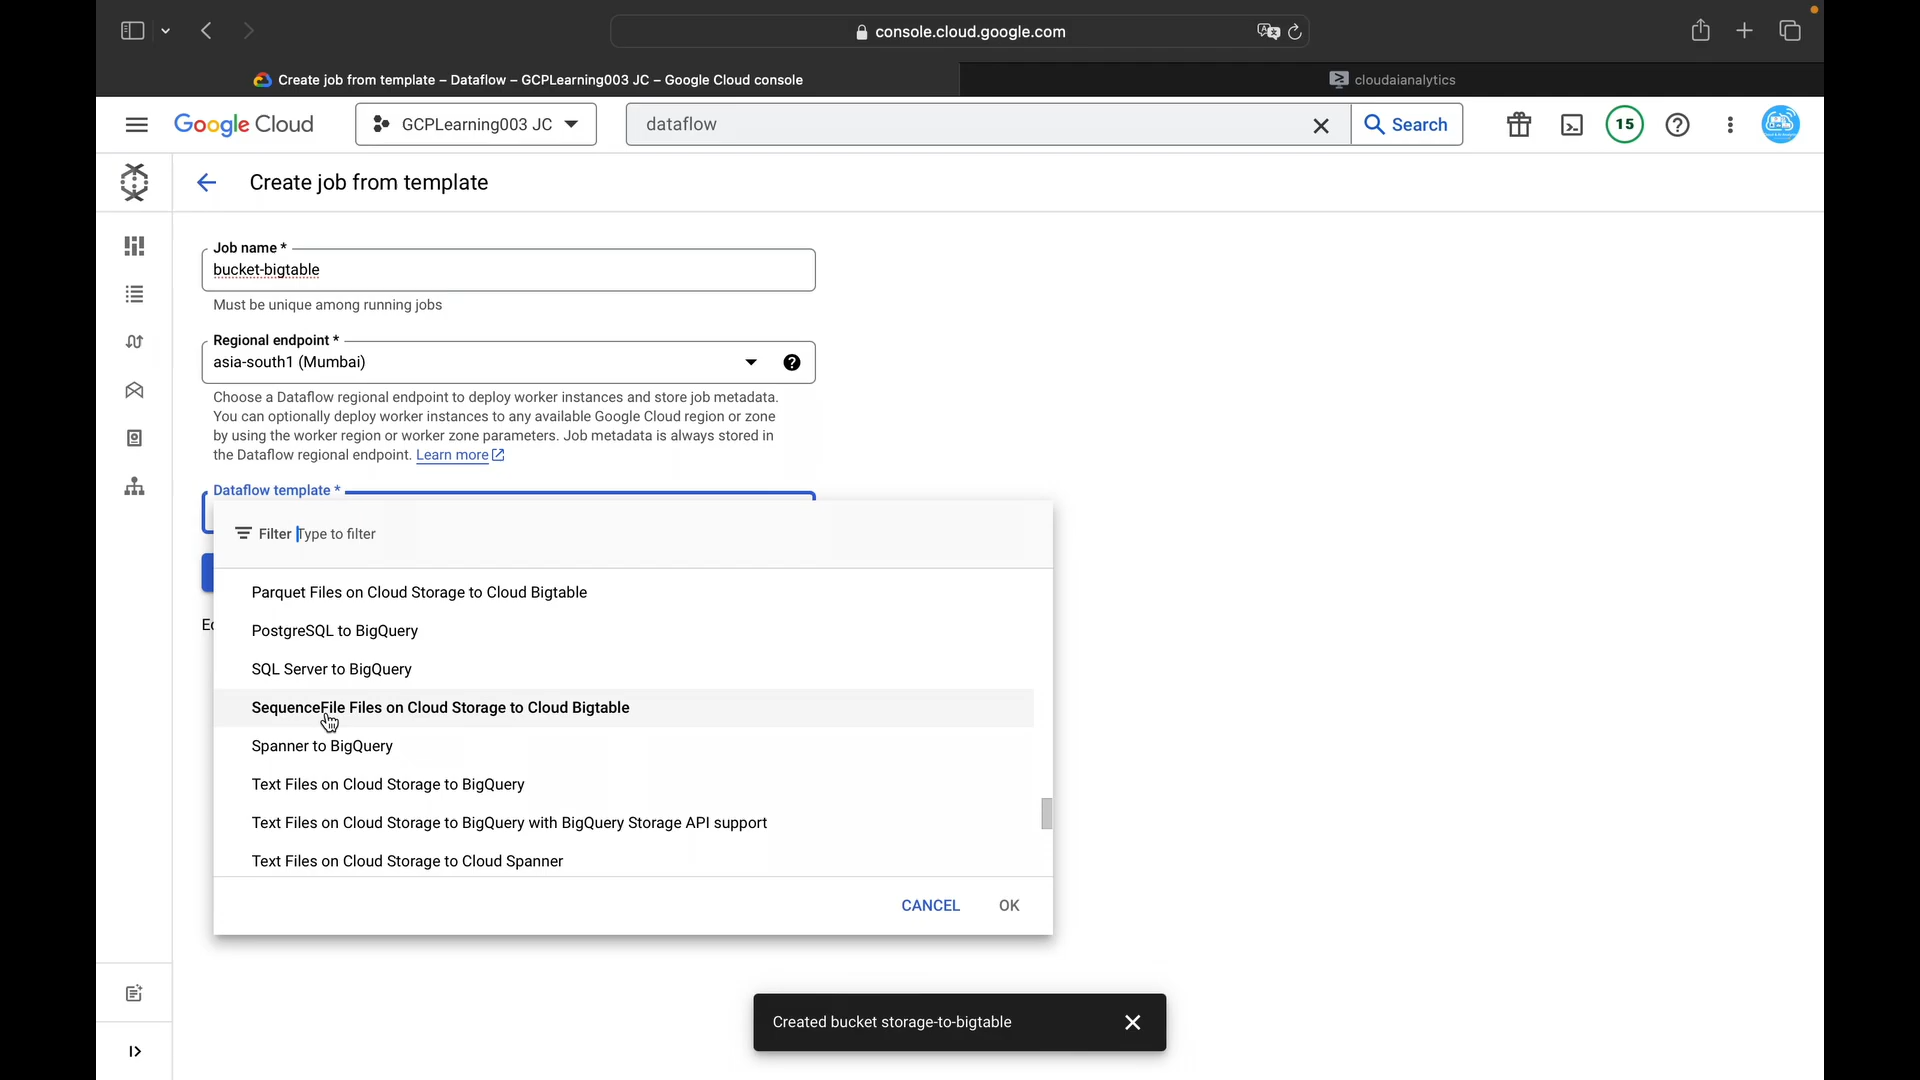 console.cloud.google.com
Create job from template – Dataflow – GCPLearning003 JC – Google Cloud console
cloudaianalytics
Google Cloud
GCPLearning003 JC
dataflow
Search
15
Create job from template
Job name *
bucket-bigtable
Must be unique among running jobs
Regional endpoint *
asia-south1 (Mumbai)
Choose a Dataflow regional endpoint to deploy worker instances and store job metadata.
You can optionally deploy worker instances to any available Google Cloud region or zone
by using the worker region or worker zone parameters. Job metadata is always stored in
the Dataflow regional endpoint. Learn more
Dataflow template *
Filter Type to filter
Parquet Files on Cloud Storage to Cloud Bigtable
PostgreSQL to BigQuery
SQL Server to BigQuery
SequenceFile Files on Cloud Storage to Cloud Bigtable
Spanner to BigQuery
Text Files on Cloud Storage to BigQuery
Text Files on Cloud Storage to BigQuery with BigQuery Storage API support
Text Files on Cloud Storage to Cloud Spanner
CANCEL
OK
Created bucket storage-to-bigtable